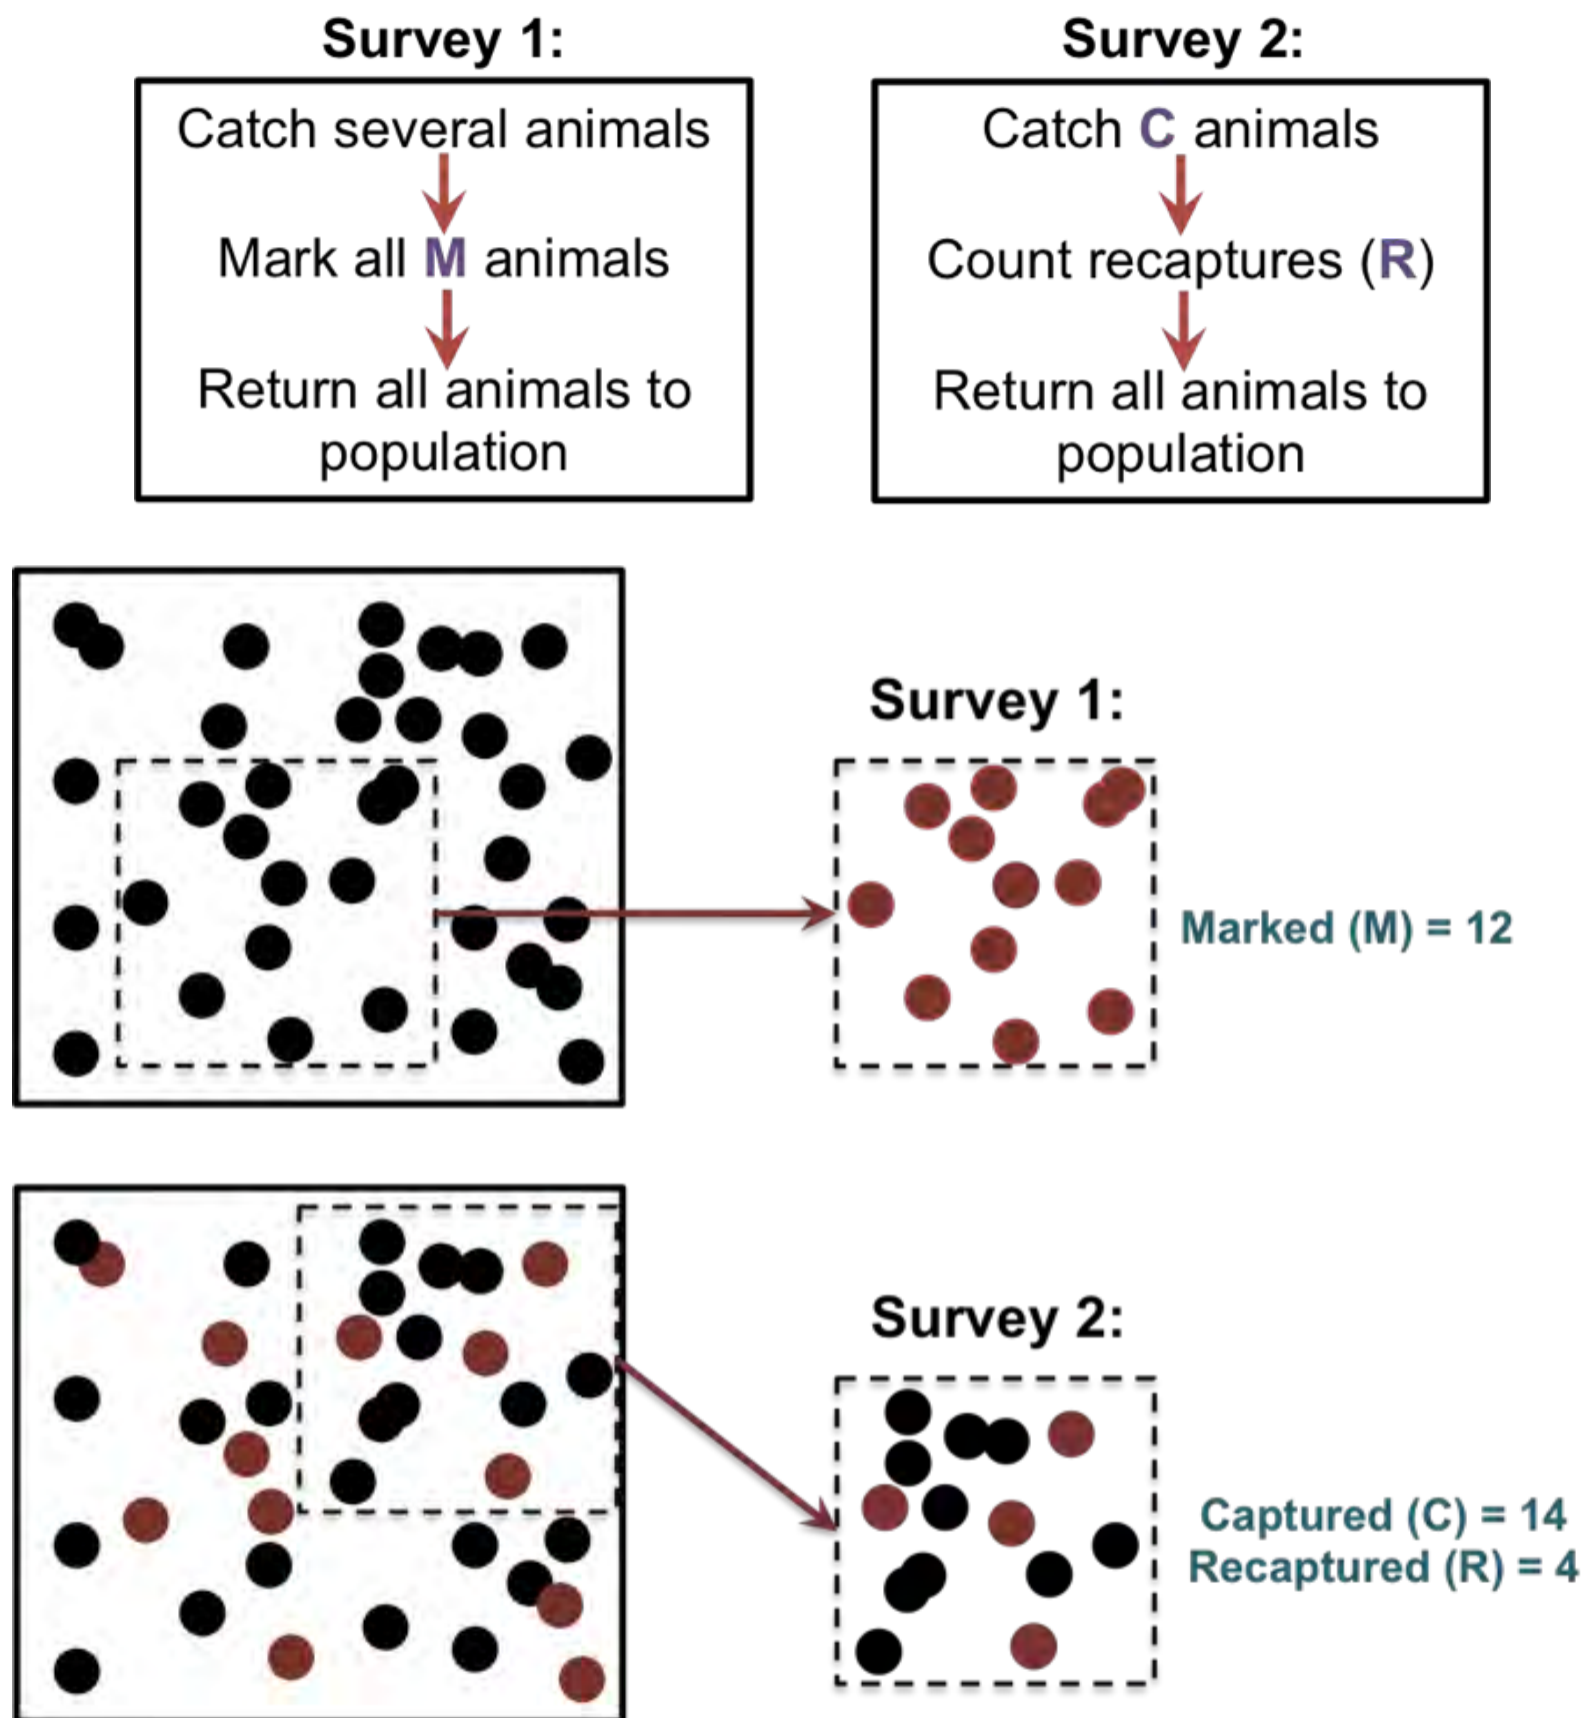 Survey 1:
Catch several animals
Mark all M animals
Return all animals to
population
Survey 2:
Catch C animals
Count recaptures (R)
Return all animals to
population
Survey 1:
Marked (M) = 12
Survey 2:
Captured (C) = 14
Recaptured (R) = 4